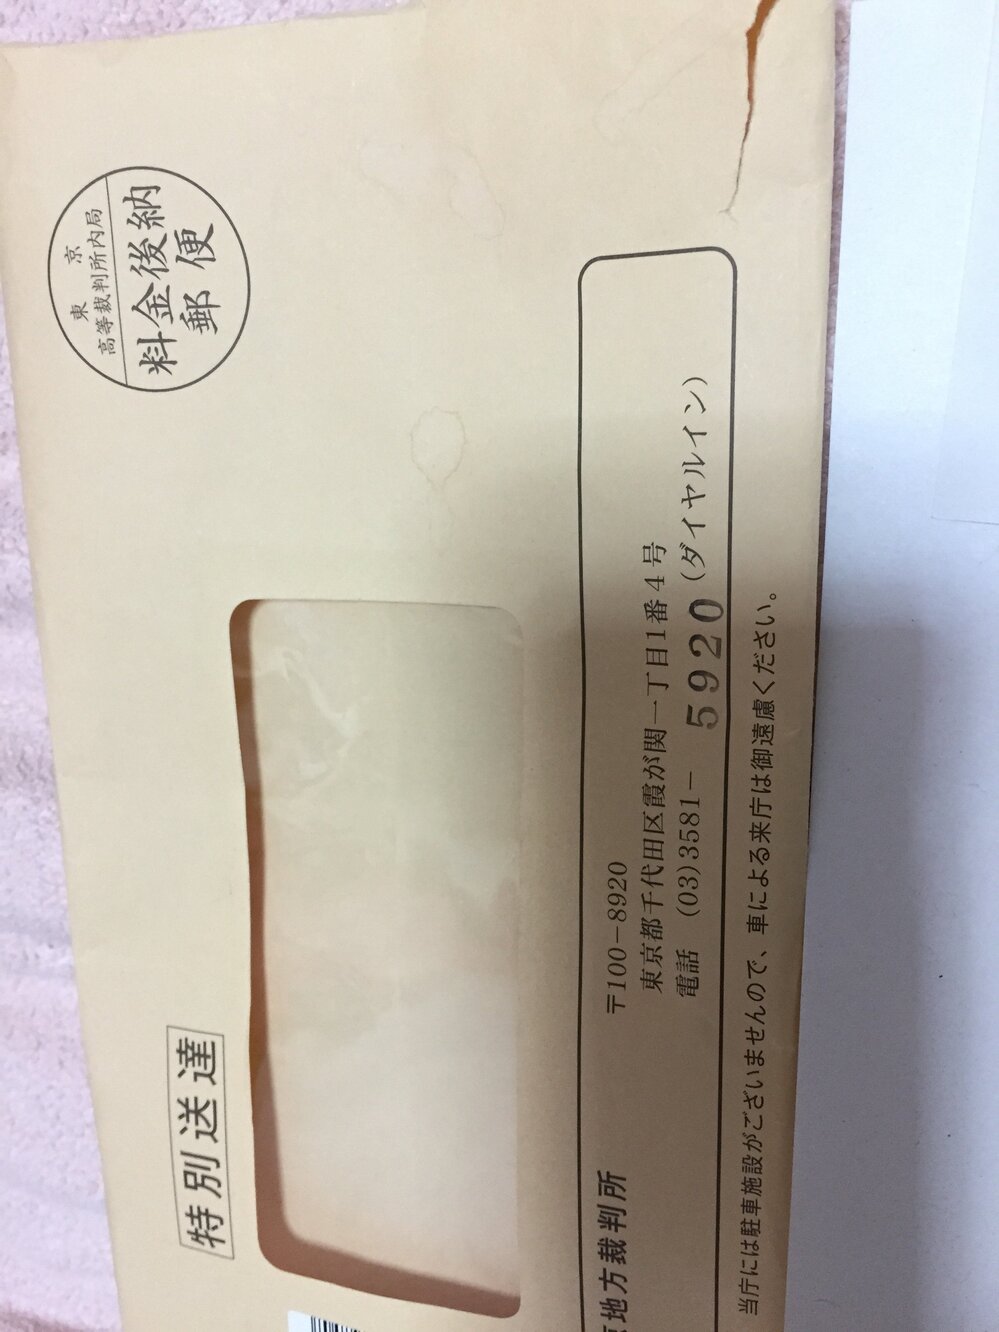 東京
高等裁判所内局
料金後納
郵便
特別送達
地方裁判所
〒100-8920
東京都千代田区霞が関一丁目1番4号
電話 (03)3581-5920(ダイヤルイン)
当庁には駐車施設がございませんので、車による来庁は御遠慮ください。